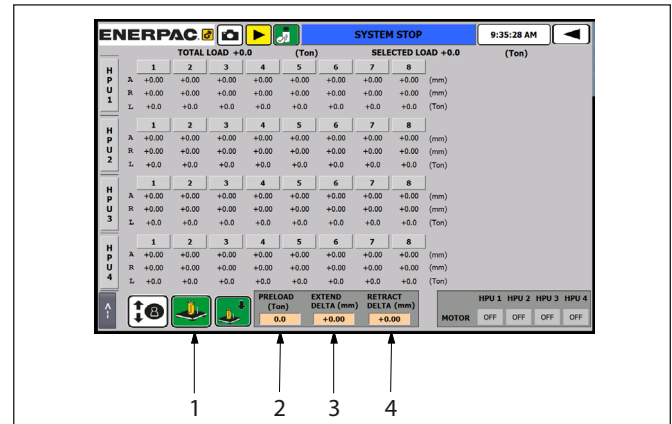 ENERPAC. SYSTEM STOP 9:35:28 AM
TOTAL LOAD +0.0 (Ton) SELECTED LOAD +0.0 (Ton)
HPU1
1 2 3 4 5 6 7 8
A +0.00 +0.00 +0.00 +0.00 +0.00 +0.00 +0.00 +0.00 (mm)
R +0.00 +0.00 +0.00 +0.00 +0.00 +0.00 +0.00 +0.00 (mm)
L +0.0 +0.0 +0.0 +0.0 +0.0 +0.0 +0.0 +0.0 (Ton)
HPU2
1 2 3 4 5 6 7 8
A +0.00 +0.00 +0.00 +0.00 +0.00 +0.00 +0.00 +0.00 (mm)
R +0.00 +0.00 +0.00 +0.00 +0.00 +0.00 +0.00 +0.00 (mm)
L +0.0 +0.0 +0.0 +0.0 +0.0 +0.0 +0.0 +0.0 (Ton)
HPU3
1 2 3 4 5 6 7 8
A +0.00 +0.00 +0.00 +0.00 +0.00 +0.00 +0.00 +0.00 (mm)
R +0.00 +0.00 +0.00 +0.00 +0.00 +0.00 +0.00 +0.00 (mm)
L +0.0 +0.0 +0.0 +0.0 +0.0 +0.0 +0.0 +0.0 (Ton)
HPU4
1 2 3 4 5 6 7 8
A +0.00 +0.00 +0.00 +0.00 +0.00 +0.00 +0.00 +0.00 (mm)
R +0.00 +0.00 +0.00 +0.00 +0.00 +0.00 +0.00 +0.00 (mm)
L +0.0 +0.0 +0.0 +0.0 +0.0 +0.0 +0.0 +0.0 (Ton)
8
PRELOAD EXTEND RETRACT HPU 1 HPU 2 HPU 3 HPU 4
(Ton) DELTA (mm) DELTA (mm)
0.0 +0.00 +0.00 MOTOR OFF OFF OFF OFF
1 2 3 4